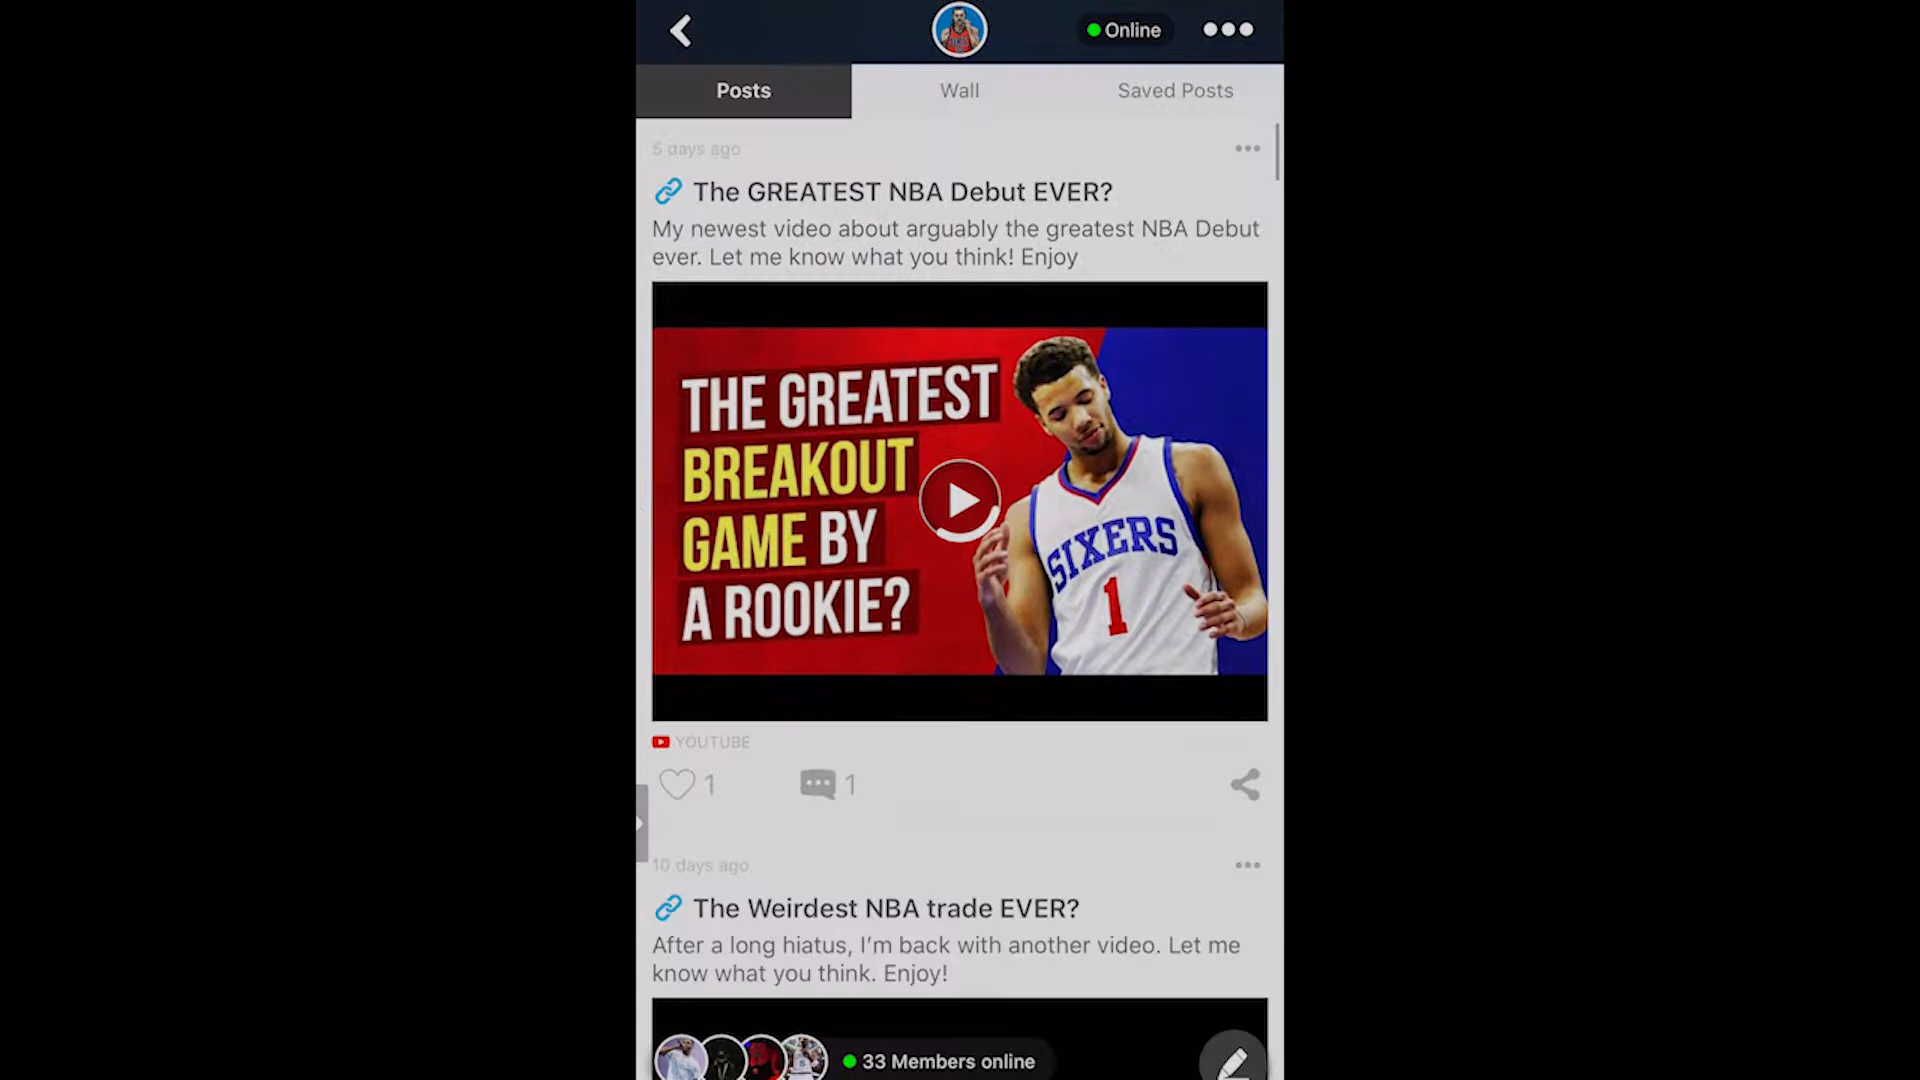 Online
Posts
Wall
Saved Posts
5 days ago
The GREATEST NBA Debut EVER?
My newest video about arguably the greatest NBA Debut
ever. Let me know what you think! Enjoy
THE GREATEST
BREAKOUT
GAME BY
A ROOKIE?
SIXERS
1
YOUTUBE
1
1
10 days ago
The Weirdest NBA trade EVER?
After a long hiatus, I'm back with another video. Let me
know what you think. Enjoy!
33 Members online